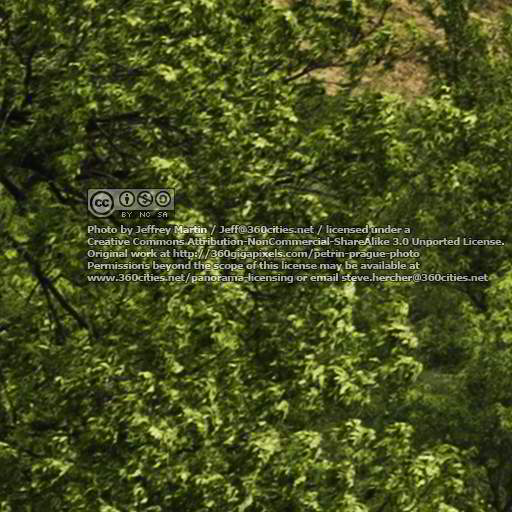 cc
BY NC SA
Photo by Jeffrey Martin / Jeff@360cities.net / licensed under a
Creative Commons Attribution-NonCommercial-ShareAlike 3.0 Unported License.
Original work at http://360gigapixels.com/petrin-prague-photo
Permissions beyond the scope of this license may be available at
www.360cities.net/panorama-licensing or email steve.hercher@360cities.net